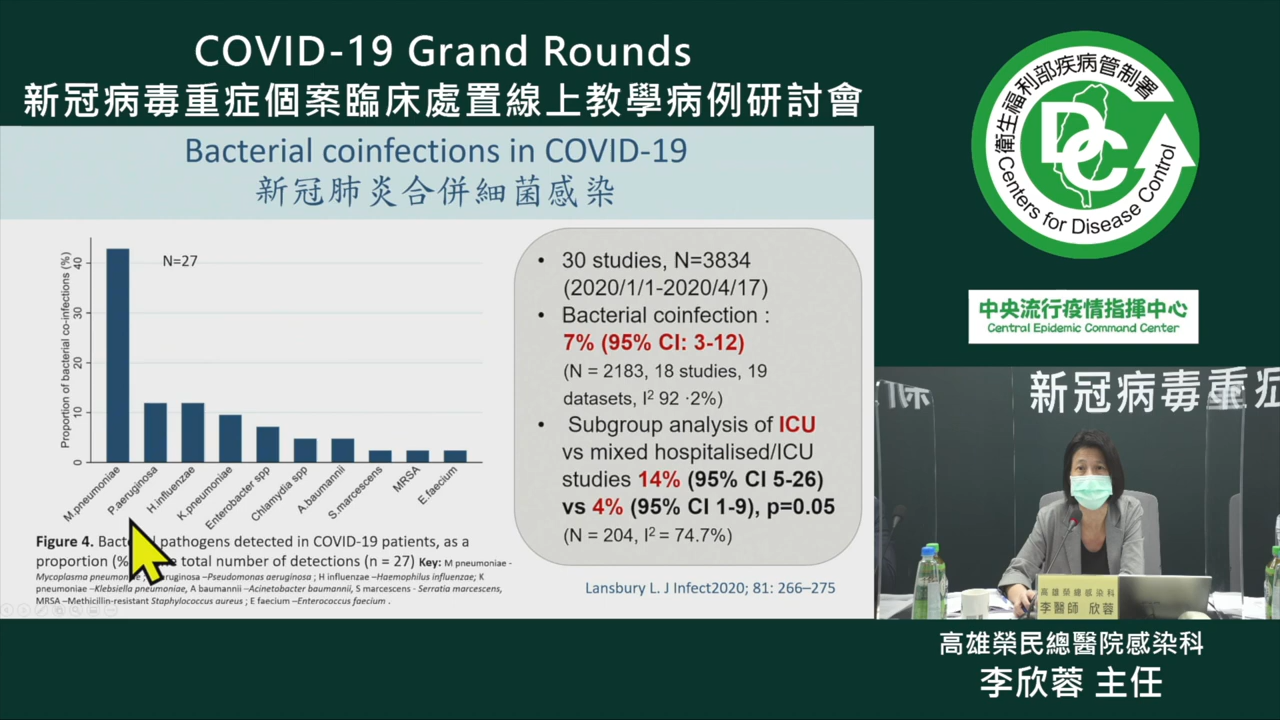 COVID-19 Grand Rounds
新冠病毒重症個案臨床處置線上教學病例研討會
Bacterial coinfections in COVID-19
新冠肺炎合併細菌感染
Proportion of bacterial co-infections (%)
40
30
20
10
0
N=27
M.pneumoniae
P.aeruginosa
H.influenzae
K.pneumoniae
Enterobacter spp
Chlamydia spp
A.baumannii
S.marcescens
MRSA
E.faecium
Figure 4. pathogens detected in COVID-19 patients, as a
proportion (% total number of detections (n = 27) Key: M pneumoniae -
Mycoplasma pneumoniae –Pseudomonas aeruginosa ; H influenzae –Haemophilus influenzae; K
pneumoniae –Klebsiella pneumoniae, A baumannii –Acinetobacter baumannii, S marcescens - Serratia marcescens,
MRSA –Methicillin-resistant Staphylococcus aureus ; E faecium –Enterococcus faecium .
• 30 studies, N=3834
(2020/1/1-2020/4/17)
• Bacterial coinfection :
7% (95% CI: 3-12)
(N = 2183, 18 studies, 19
datasets, I² 92 ·2%)
• Subgroup analysis of ICU
vs mixed hospitalised/ICU
studies 14% (95% CI 5-26)
vs 4% (95% CI 1-9), p=0.05
(N = 204, I² = 74.7%)
Lansbury L. J Infect2020; 81: 266–275
衛生福利部疾病管制署
DC
Centers for Disease Control
中央流行疫情指揮中心
Central Epidemic Command Center
新冠病毒重症
高雄榮總感染科
李醫師 欣蓉
高雄榮民總醫院感染科
李欣蓉 主任